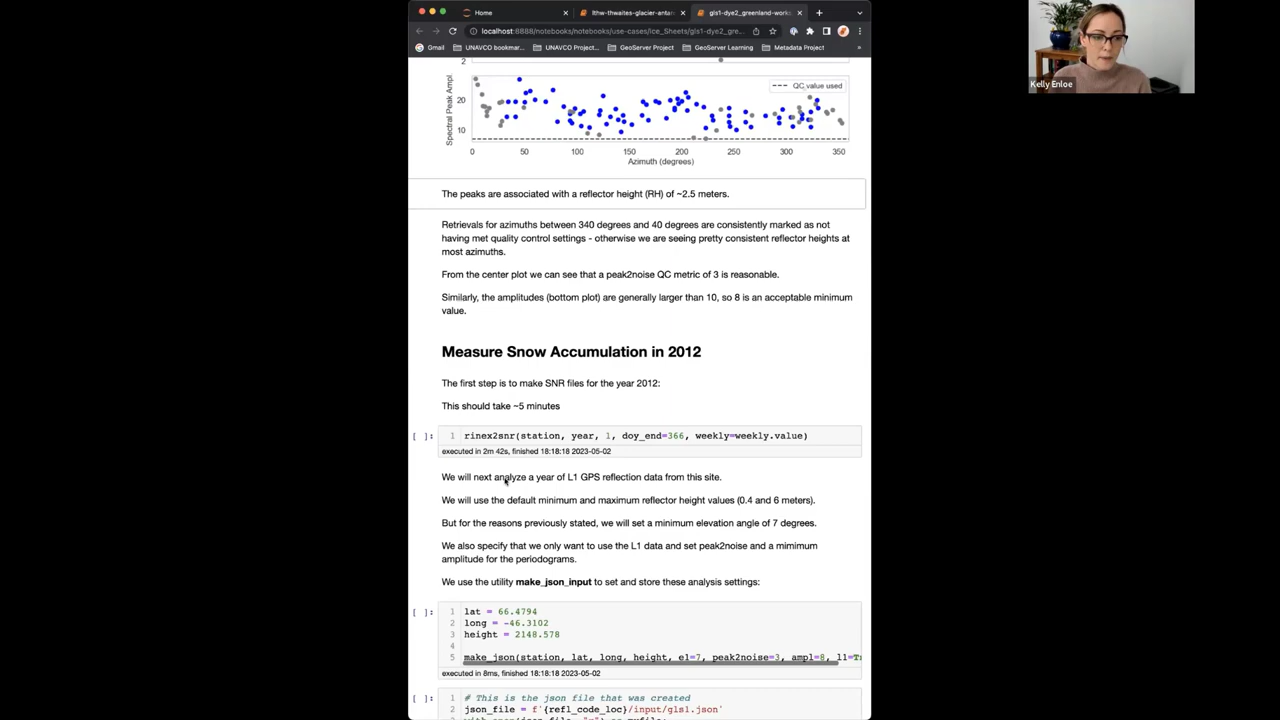 Home
lthw-thwaites-glacier-antar
gls1-dye2_greenland-works
localhost:8888/notebooks/notebooks/use-cases/Ice_Sheets/gls1-dye2_gre...
Gmail
UNAVCO bookmar...
UNAVCO Project...
GeoServer Project
GeoServer Learning
Metadata Project
»
Kelly Enloe
2
Spectral Peak Ampl
20
10
QC value used
0 50 100 150 200 250 300 350
Azimuth (degrees)
The peaks are associated with a reflector height (RH) of ~2.5 meters.
Retrievals for azimuths between 340 degrees and 40 degrees are consistently marked as not
having met quality control settings - otherwise we are seeing pretty consistent reflector heights at
most azimuths.
From the center plot we can see that a peak2noise QC metric of 3 is reasonable.
Similarly, the amplitudes (bottom plot) are generally larger than 10, so 8 is an acceptable minimum
value.
Measure Snow Accumulation in 2012
The first step is to make SNR files for the year 2012:
This should take ~5 minutes
[ ]: 1 rinex2snr(station, year, 1, doy_end=366, weekly=weekly.value)
executed in 2m 42s, finished 18:18:18 2023-05-02
We will next analyze a year of L1 GPS reflection data from this site.
We will use the default minimum and maximum reflector height values (0.4 and 6 meters).
But for the reasons previously stated, we will set a minimum elevation angle of 7 degrees.
We also specify that we only want to use the L1 data and set peak2noise and a mimimum
amplitude for the periodograms.
We use the utility make_json_input to set and store these analysis settings:
[ ]: 1 lat = 66.4794
2 long = -46.3102
3 height = 2148.578
4
5 make_json(station, lat, long, height, e1=7, peak2noise=3, ampl=8, l1=Tr
executed in 8ms, finished 18:18:18 2023-05-02
[ ]: 1 # This is the json file that was created
2 json_file = f'{refl_code_loc}/input/gls1.json'